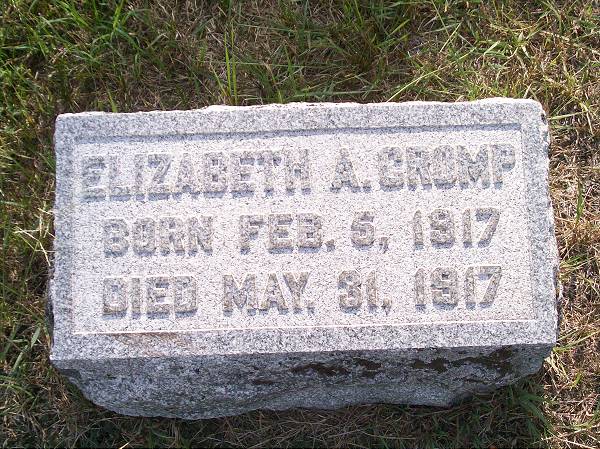 ELIZABETH A. CROMP
BORN FEB. 5, 1917
DIED MAY. 31, 1917